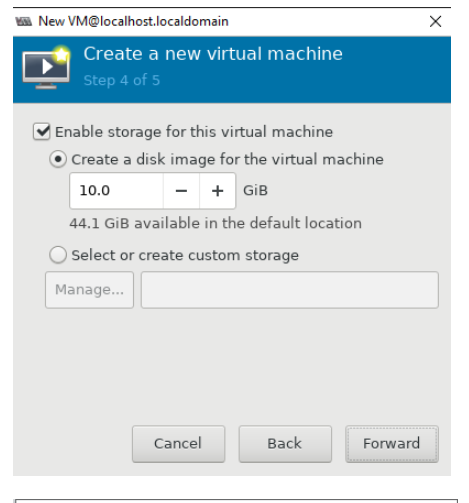 New VM@localhost.localdomain
Create a new virtual machine
Step 4 of 5
Enable storage for this virtual machine
Create a disk image for the virtual machine
10.0 − + GiB
44.1 GiB available in the default location
Select or create custom storage
Manage...
Cancel Back Forward